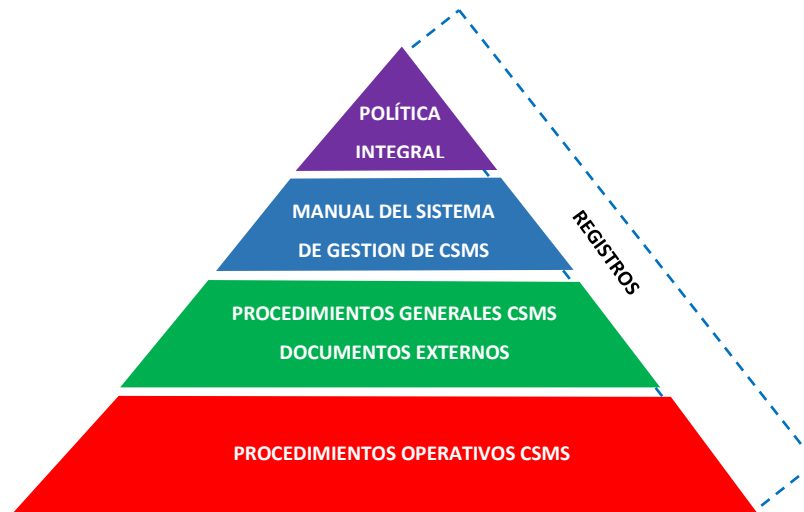 POLÍTICA
INTEGRAL
MANUAL DEL SISTEMA
DE GESTION DE CSMS
REGISTROS
PROCEDIMIENTOS GENERALES CSMS
DOCUMENTOS EXTERNOS
PROCEDIMIENTOS OPERATIVOS CSMS